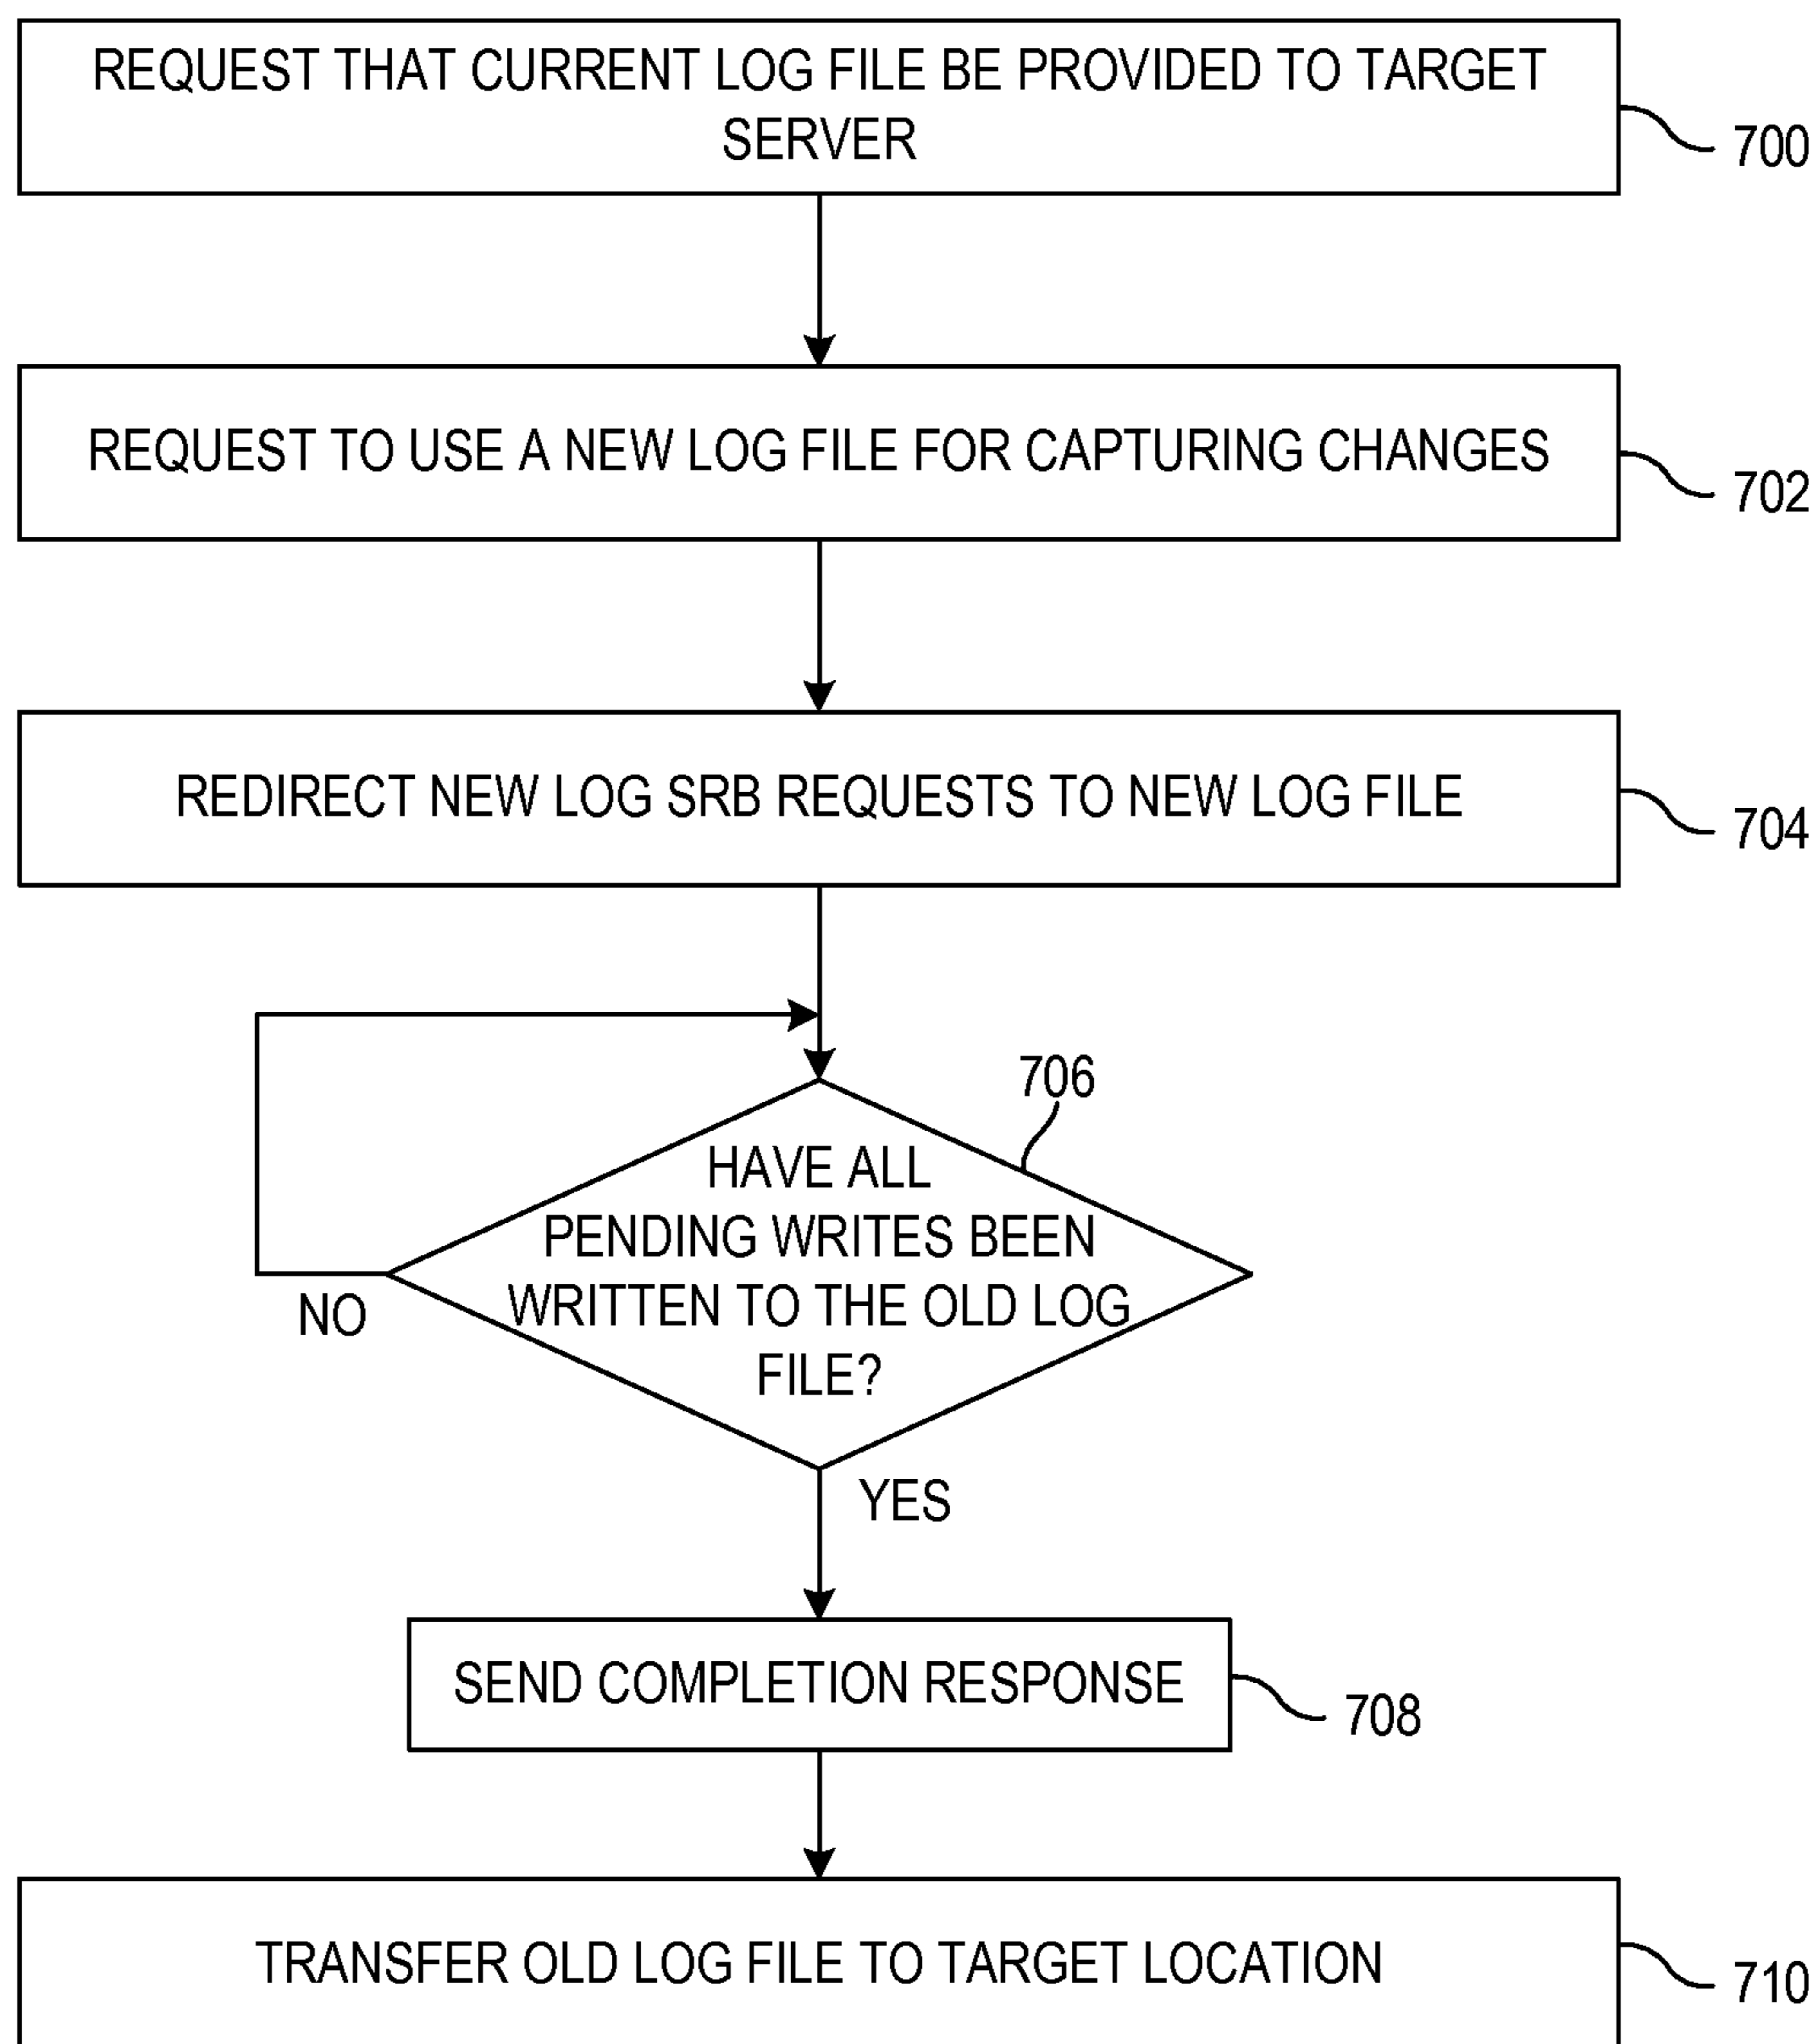 REQUEST THAT CURRENT LOG FILE BE PROVIDED TO TARGET
SERVER
700
REQUEST TO USE A NEW LOG FILE FOR CAPTURING CHANGES
702
REDIRECT NEW LOG SRB REQUESTS TO NEW LOG FILE
704
706
HAVE ALL
PENDING WRITES BEEN
WRITTEN TO THE OLD LOG
FILE?
NO
YES
SEND COMPLETION RESPONSE
708
TRANSFER OLD LOG FILE TO TARGET LOCATION
710